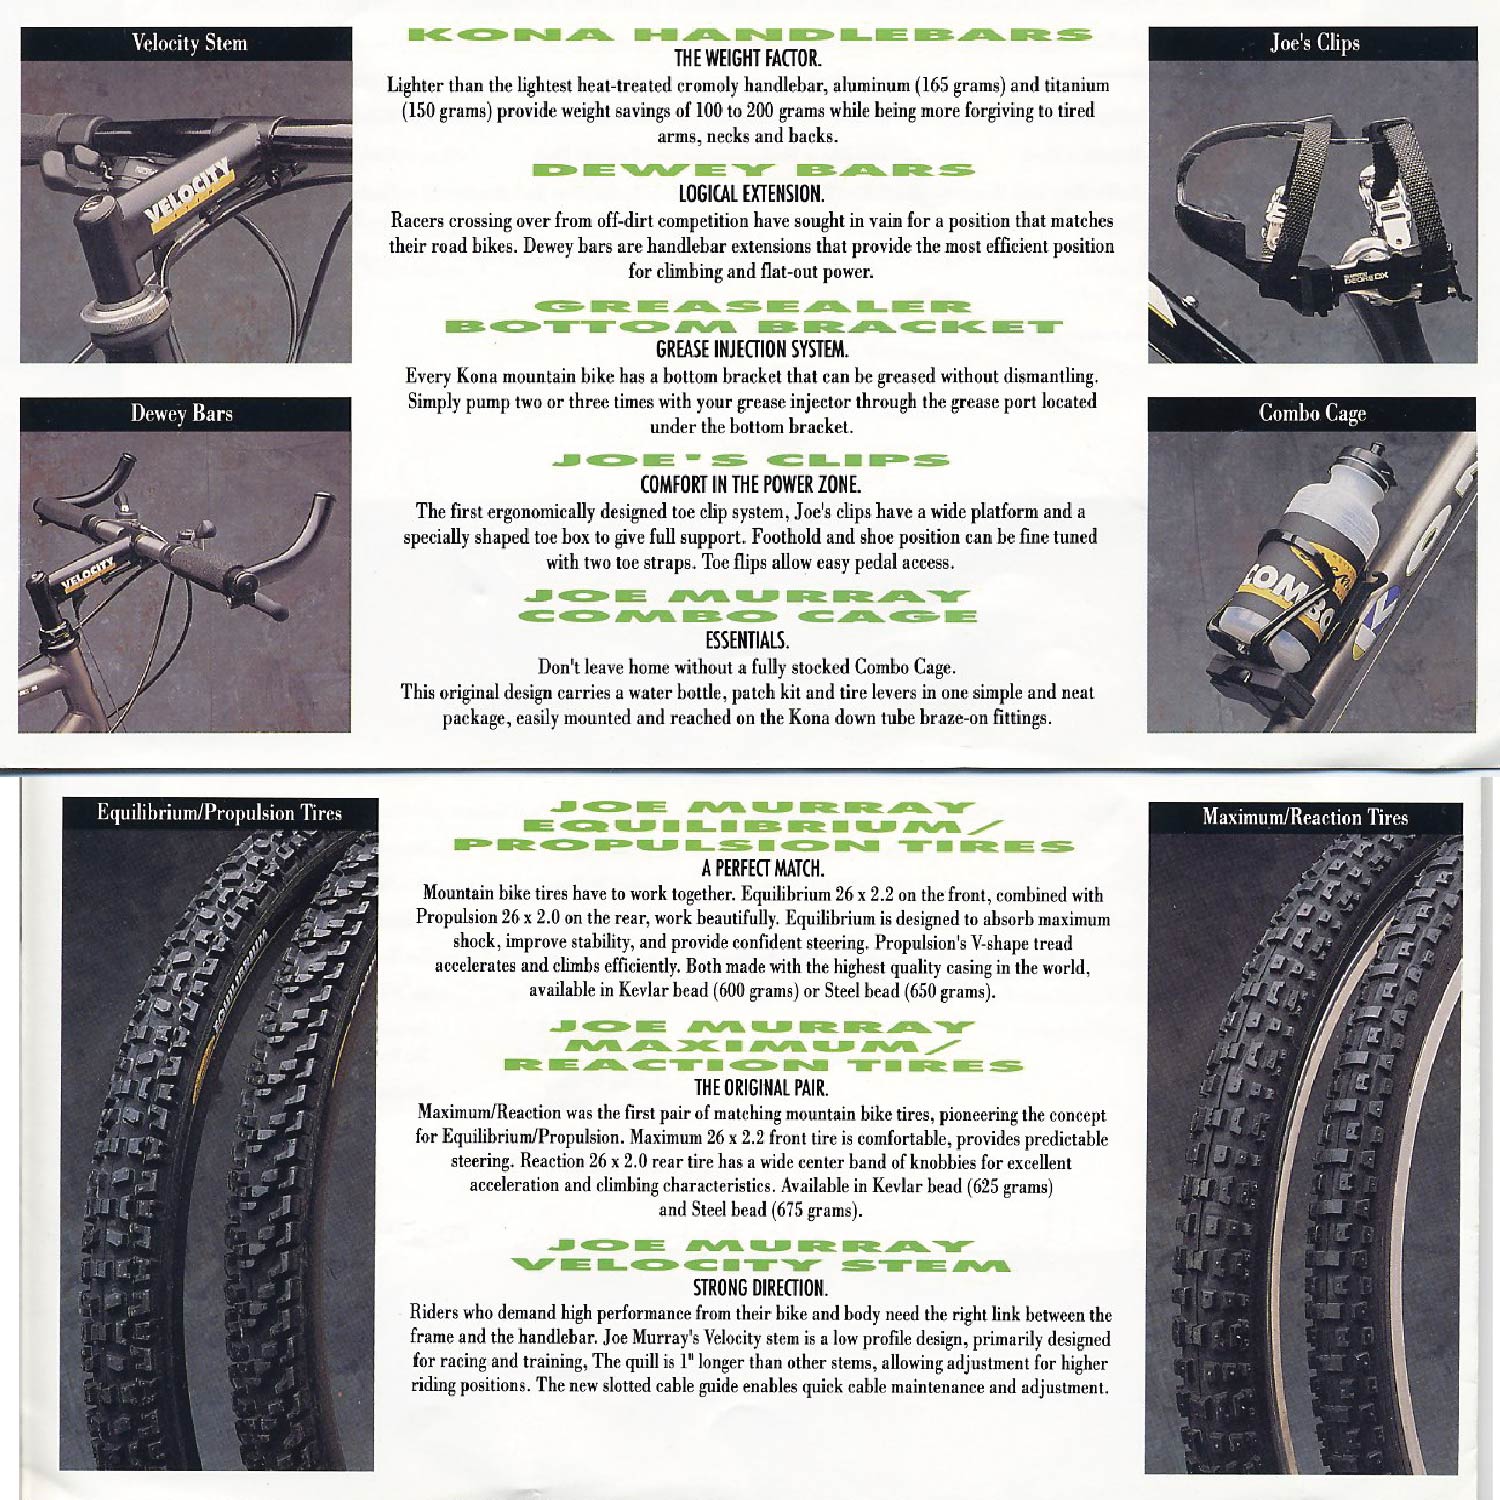 Velocity Stem
KONA HANDLEBARS
THE WEIGHT FACTOR.
Lighter than the lightest heat-treated cromoly handlebar, aluminum (165 grams) and titanium
(150 grams) provide weight savings of 100 to 200 grams while being more forgiving to tired
arms, necks and backs.
DEWEY BARS
LOGICAL EXTENSION.
Racers crossing over from off-dirt competition have sought in vain for a position that matches
their road bikes. Dewey bars are handlebar extensions that provide the most efficient position
for climbing and flat-out power.
GREASEALER
BOTTOM BRACKET
GREASE INJECTION SYSTEM.
Every Kona mountain bike has a bottom bracket that can be greased without dismantling.
Simply pump two or three times with your grease injector through the grease port located
under the bottom bracket.
JOE'S CLIPS
COMFORT IN THE POWER ZONE.
The first ergonomically designed toe clip system, Joe's clips have a wide platform and a
specially shaped toe box to give full support. Foothold and shoe position can be fine tuned
with two toe straps. Toe flips allow easy pedal access.
JOE MURRAY
COMBO CAGE
ESSENTIALS.
Don't leave home without a fully stocked Combo Cage.
This original design carries a water bottle, patch kit and tire levers in one simple and neat
package, easily mounted and reached on the Kona down tube braze-on fittings.
Joe's Clips
VELOCITY
DEORE DX
Dewey Bars
Combo Cage
VELOCITY
COMBO
Equilibrium/Propulsion Tires
JOE MURRAY
EQUILIBRIUM/
PROPULSION TIRES
A PERFECT MATCH.
Mountain bike tires have to work together. Equilibrium 26 x 2.2 on the front, combined with
Propulsion 26 x 2.0 on the rear, work beautifully. Equilibrium is designed to absorb maximum
shock, improve stability, and provide confident steering. Propulsion's V-shape tread
accelerates and climbs efficiently. Both made with the highest quality casing in the world,
available in Kevlar bead (600 grams) or Steel bead (650 grams).
JOE MURRAY
MAXIMUM/
REACTION TIRES
THE ORIGINAL PAIR.
Maximum/Reaction was the first pair of matching mountain bike tires, pioneering the concept
for Equilibrium/Propulsion. Maximum 26 x 2.2 front tire is comfortable, provides predictable
steering. Reaction 26 x 2.0 rear tire has a wide center band of knobbies for excellent
acceleration and climbing characteristics. Available in Kevlar bead (625 grams)
and Steel bead (675 grams).
JOE MURRAY
VELOCITY STEM
STRONG DIRECTION.
Riders who demand high performance from their bike and body need the right link between the
frame and the handlebar. Joe Murray's Velocity stem is a low profile design, primarily designed
for racing and training, The quill is 1" longer than other stems, allowing adjustment for higher
riding positions. The new slotted cable guide enables quick cable maintenance and adjustment.
Maximum/Reaction Tires
EQUILIBRIUM